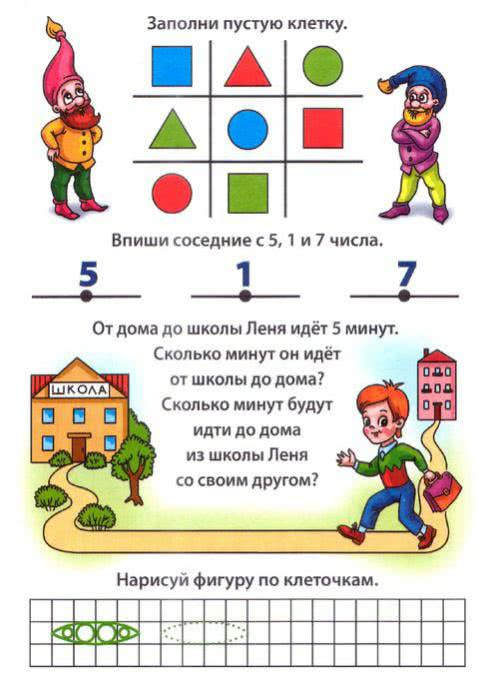 Заполни пустую клетку.
Впиши соседние с 5, 1 и 7 числа.
5 1 7
От дома до школы Леня идёт 5 минут.
Сколько минут он идёт
от школы до дома?
Сколько минут будут
идти до дома
из школы Леня
со своим другом?
ШКОЛА
Нарисуй фигуру по клеточкам.